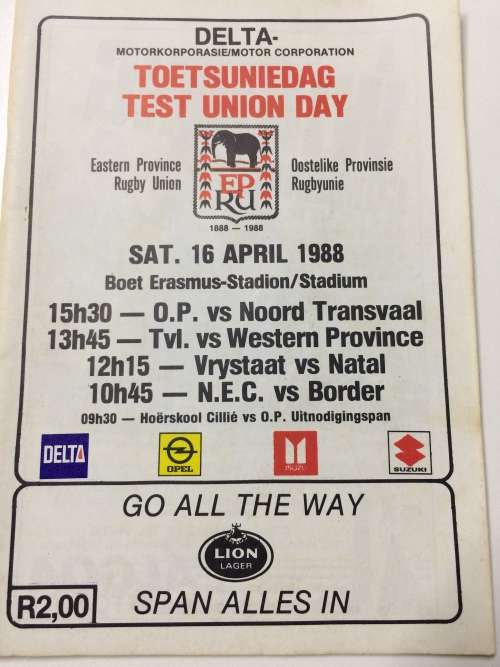 DELTA-
MOTORKORPORASIE/MOTOR CORPORATION
TOETSUNIEDAG
TEST UNION DAY
Eastern Province
Rugby Union
EP
RU
Oostelike Provinsie
Rugbyunie
1888 — 1988
SAT. 16 APRIL 1988
Boet Erasmus-Stadion/Stadium
15h30 — O.P. vs Noord Transvaal
13h45 — Tvl. vs Western Province
12h15 — Vrystaat vs Natal
10h45 — N.E.C. vs Border
09h30 — Hoërskool Cillié vs O.P. Uitnodigingspan
DELTA
OPEL
ISUZU
SUZUKI
GO ALL THE WAY
LION
LAGER
R2,00
SPAN ALLES IN